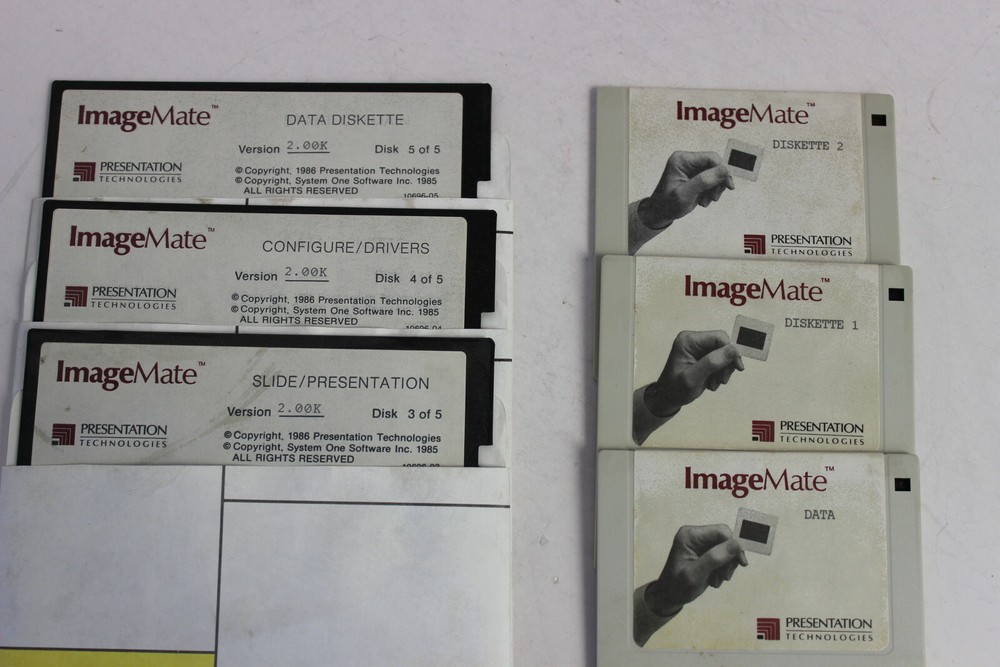 ImageMate™
DATA DISKETTE
Version 2.00K Disk 5 of 5
PRESENTATION
TECHNOLOGIES
© Copyright, 1986 Presentation Technologies
© Copyright, System One Software Inc. 1985
ALL RIGHTS RESERVED
10696-05
ImageMate™
CONFIGURE/DRIVERS
Version 2.00K Disk 4 of 5
PRESENTATION
TECHNOLOGIES
© Copyright, 1986 Presentation Technologies
© Copyright, System One Software Inc. 1985
ALL RIGHTS RESERVED
ImageMate™
SLIDE/PRESENTATION
Version 2.00K Disk 3 of 5
PRESENTATION
TECHNOLOGIES
© Copyright, 1986 Presentation Technologies
© Copyright, System One Software Inc. 1985
ALL RIGHTS RESERVED
ImageMate™
DISKETTE 2
PRESENTATION
TECHNOLOGIES
ImageMate™
DISKETTE 1
PRESENTATION
TECHNOLOGIES
ImageMate™
DATA
PRESENTATION
TECHNOLOGIES